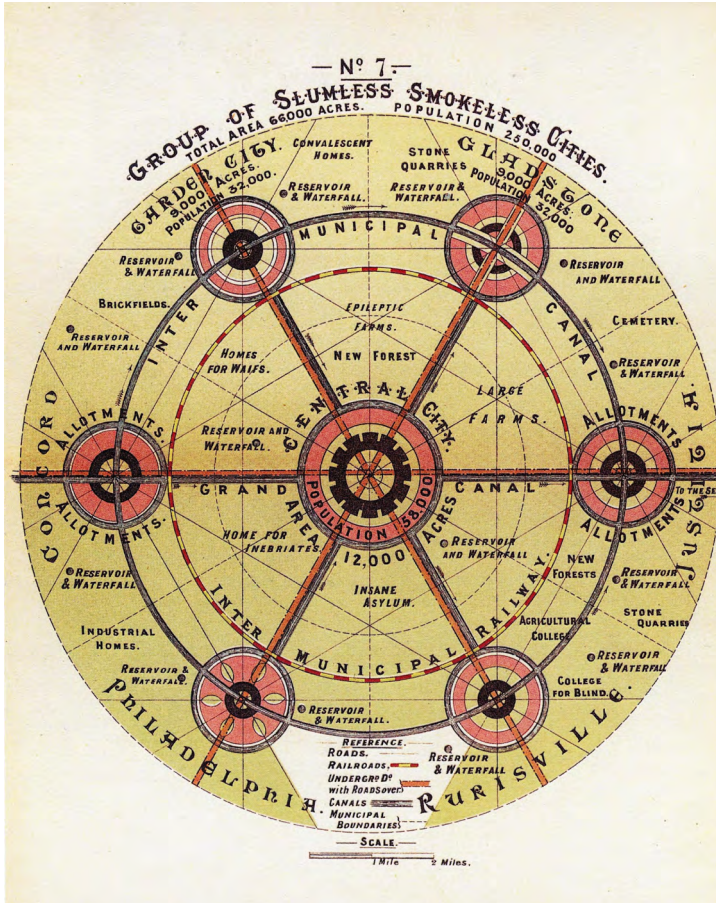 — Nº 7. —
GROUP OF SLUMLESS SMOKELESS CITIES.
TOTAL AREA 66,000 ACRES. POPULATION 250,000
GARDEN CITY.
9,000 ACRES.
POPULATION 32,000.
CONVALESCENT
HOMES.
STONE
QUARRIES
GLADSTONE
9,000 ACRES.
POPULATION
32,000
RESERVOIR
& WATERFALL.
RESERVOIR &
WATERFALL.
INTER MUNICIPAL CANAL
RESERVOIR
& WATERFALL
RESERVOIR
AND WATERFALL
BRICKFIELDS.
EPILEPTIC
FARMS.
CEMETERY.
RESERVOIR
AND WATERFALL
HOMES
FOR WAIFS.
NEW FOREST
RESERVOIR
& WATERFALL
LARGE
FARMS.
CONCORD
ALLOTMENTS.
RESERVOIR AND
WATERFALL.
CENTRAL CITY
ALLOTMENTS
JUSTITIA
GRAND CANAL
TO THE SE
POPULATION 58,000
AREA 12,000 ACRES
ALLOTMENTS.
ALLOTMENTS
HOME FOR
INEBRIATES.
RESERVOIR
AND WATERFALL
RESERVOIR
& WATERFALL
INSANE
ASYLUM.
NEW
FORESTS
RESERVOIR
& WATERFALL
INTER MUNICIPAL RAILWAY.
AGRICULTURAL
COLLEGE
STONE
QUARRIES
INDUSTRIAL
HOMES.
RESERVOIR &
WATERFALL.
RESERVOIR
& WATERFALL
COLLEGE
FOR BLIND.
RESERVOIR
& WATERFALL.
PHILADELPHIA.
RURISVILLE.
REFERENCE.
ROADS.
RAILROADS,
UNDERGRD Dº
with ROADS over
CANALS
MUNICIPAL
BOUNDARIES
RESERVOIR
& WATERFALL
— SCALE. —
1 Mile 2 Miles.